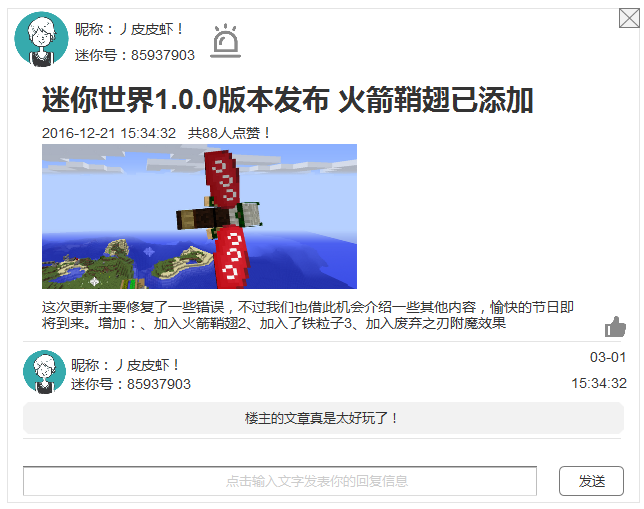 昵称：丿皮皮虾！
迷你号：85937903
迷你世界1.0.0版本发布 火箭鞘翅已添加
2016-12-21 15:34:32 共88人点赞！
这次更新主要修复了一些错误，不过我们也借此机会介绍一些其他内容，愉快的节日即
将到来。增加：、加入火箭鞘翅2、加入了铁粒子3、加入废弃之刃附魔效果
昵称：丿皮皮虾！
03-01
迷你号：85937903
15:34:32
楼主的文章真是太好玩了！
点击输入文字发表你的回复信息
发送